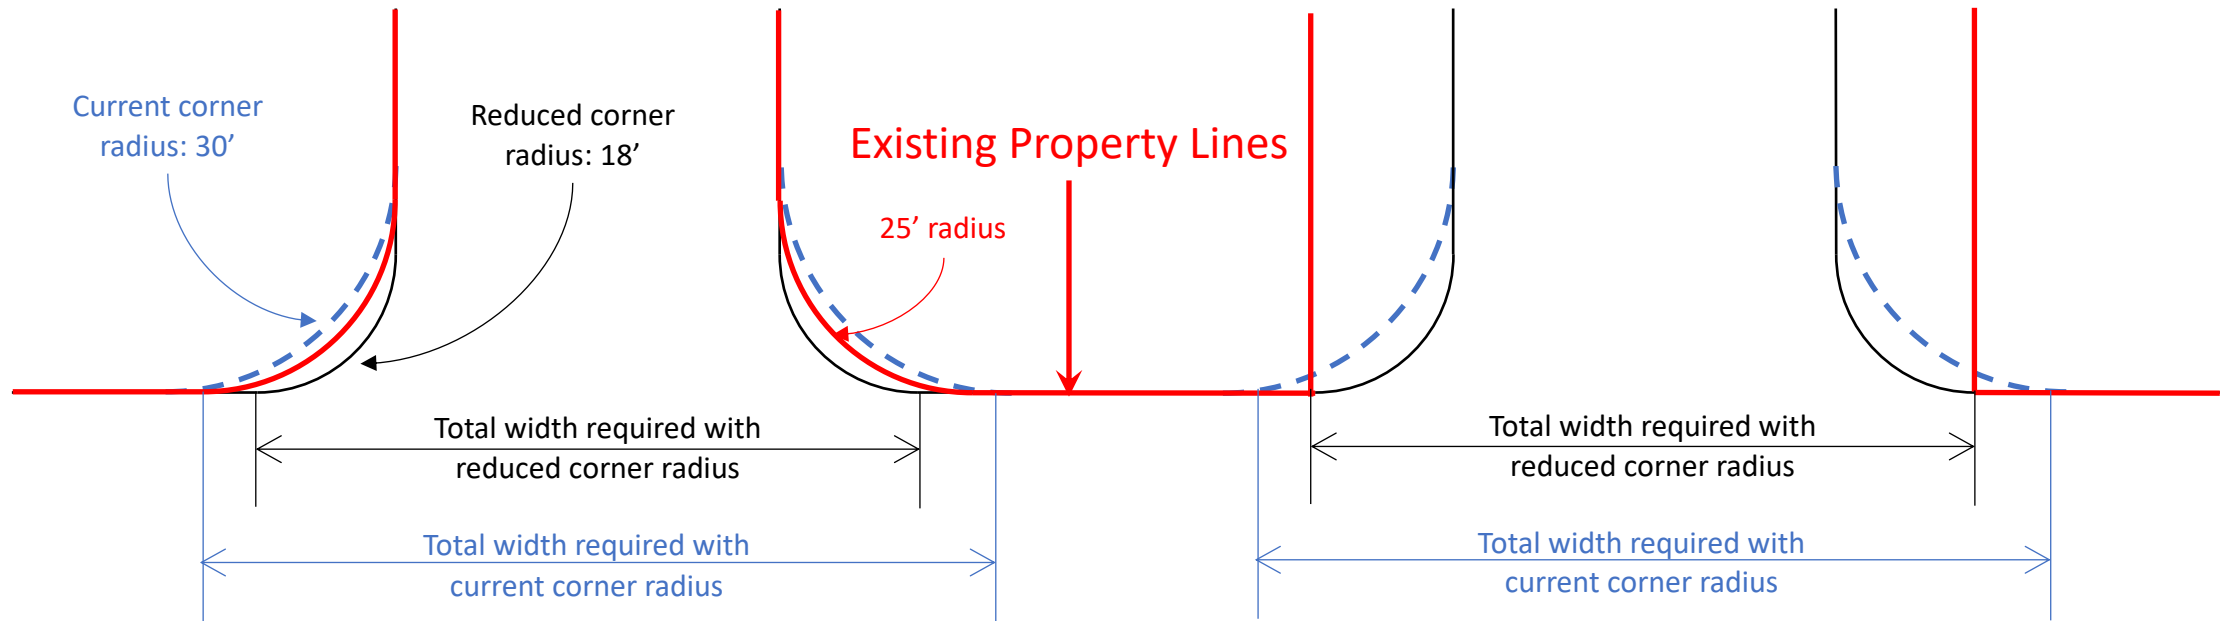 Current corner
radius: 30’
Reduced corner
radius: 18’
Existing Property Lines
25’ radius
Total width required with
reduced corner radius
Total width required with
reduced corner radius
Total width required with
current corner radius
Total width required with
current corner radius